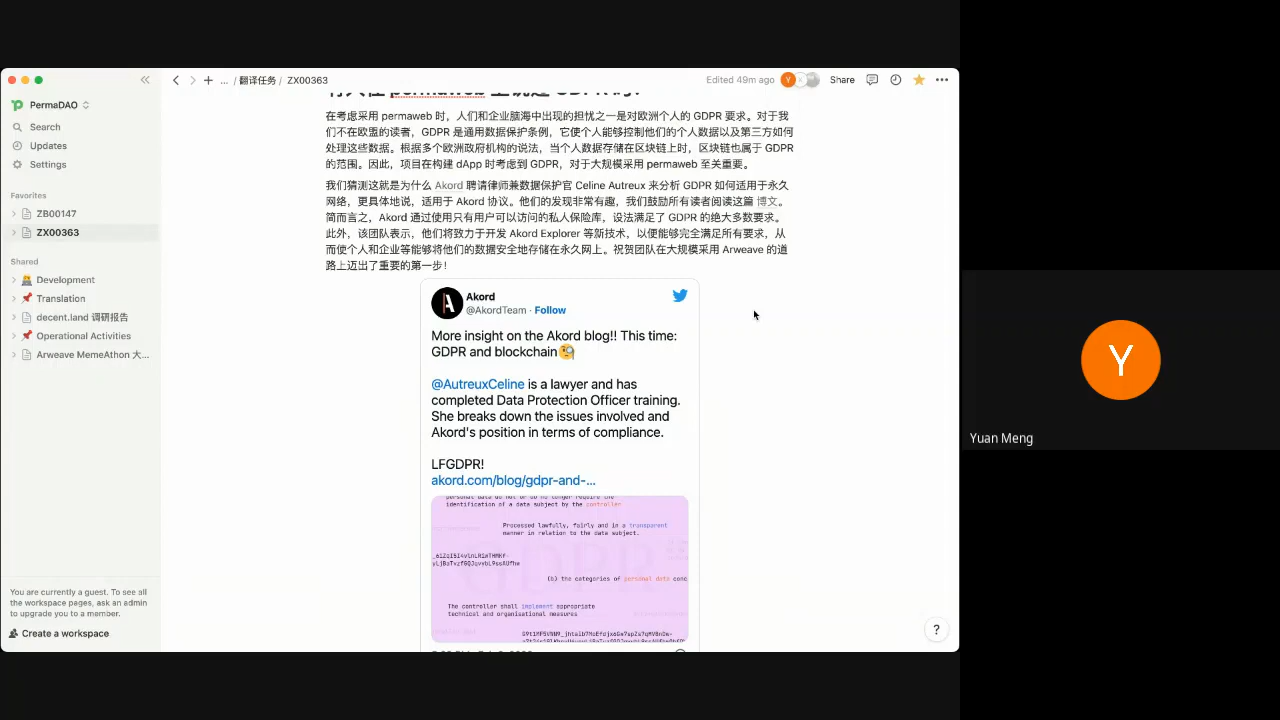 ... / 翻译任务 / ZX00363
Edited 49m ago Y Share
PermaDAO
Search
Updates
Settings
Favorites
ZB00147
ZX00363
Shared
Development
Translation
decent.land 调研报告
Operational Activities
Arweave MemeAthon 大...
You are currently a guest. To see all
the workspace pages, ask an admin
to upgrade you to a member.
Create a workspace
在考虑采用 permaweb 时，人们和企业脑海中出现的担忧之一是对欧洲个人的 GDPR 要求。对于我
们不在欧盟的读者，GDPR 是通用数据保护条例，它使个人能够控制他们的个人数据以及第三方如何
处理这些数据。根据多个欧洲政府机构的说法，当个人数据存储在区块链上时，区块链也属于 GDPR
的范围。因此，项目在构建 dApp 时考虑到 GDPR，对于大规模采用 permaweb 至关重要。
我们猜测这就是为什么 Akord 聘请律师兼数据保护官 Celine Autreux 来分析 GDPR 如何适用于永久
网络，更具体地说，适用于 Akord 协议。他们的发现非常有趣，我们鼓励所有读者阅读这篇 博文。
简而言之，Akord 通过使用只有用户可以访问的私人保险库，设法满足了 GDPR 的绝大多数要求。
此外，该团队表示，他们将致力于开发 Akord Explorer 等新技术，以便能够完全满足所有要求，从
而使个人和企业等能够将他们的数据安全地存储在永久网上。祝贺团队在大规模采用 Arweave 的道
路上迈出了重要的第一步！
Akord
@AkordTeam · Follow
More insight on the Akord blog!! This time:
GDPR and blockchain🧐
@AutreuxCeline is a lawyer and has
completed Data Protection Officer training.
She breaks down the issues involved and
Akord's position in terms of compliance.
LFGDPR!
akord.com/blog/gdpr-and-...
personal data do not or do no longer require the
identification of a data subject by the controller
Processed lawfully, fairly and in a transparent
manner in relation to the data subject.
(b) the categories of personal data conc
The controller shall implement appropriate
technical and organisational measures
?
Y
Yuan Meng